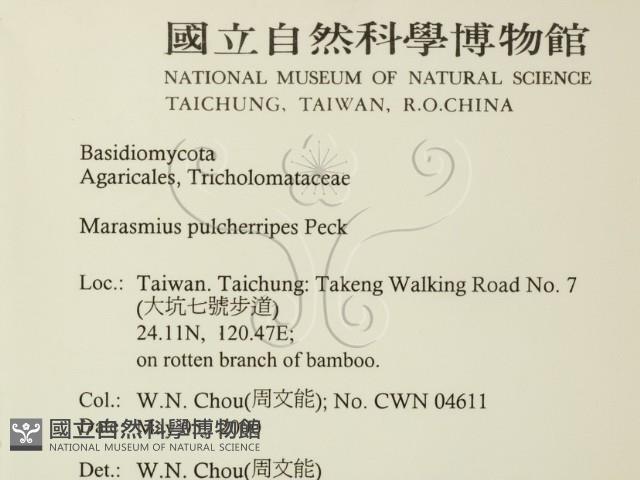 國立自然科學博物館
NATIONAL MUSEUM OF NATURAL SCIENCE
TAICHUNG, TAIWAN, R.O.CHINA
Basidiomycota
Agaricales, Tricholomataceae
Marasmius pulcherripes Peck
Loc.: Taiwan. Taichung: Takeng Walking Road No. 7
(大坑七號步道)
24.11N, 120.47E;
on rotten branch of bamboo.
Col.: W.N. Chou(周文能); No. CWN 04611
國立自然科學博物館
NATIONAL MUSEUM OF NATURAL SCIENCE
Det.: W.N. Chou(周文能)